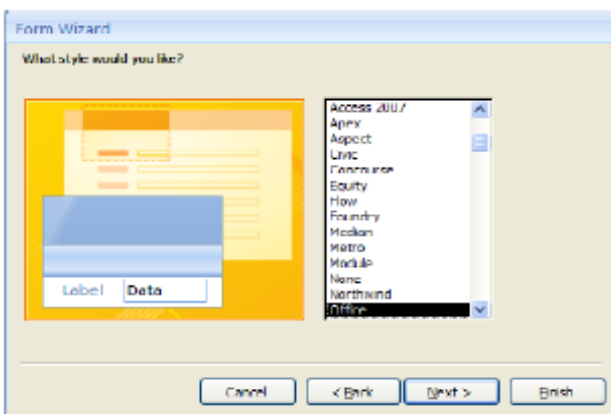 Form Wizard
What style would you like?
Label Data
Access 2007
Apex
Aspect
Civic
Concourse
Equity
Flow
Foundry
Median
Metro
Module
None
Northwind
Office
Cancel < Back Next > Finish